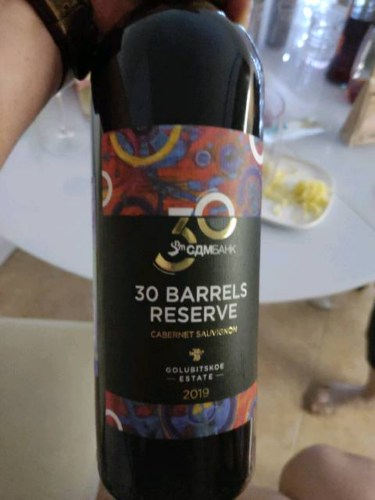 30
СДМБАНК
30 BARRELS
RESERVE
CABERNET SAUVIGNON
GOLUBITSKOE
ESTATE
2019